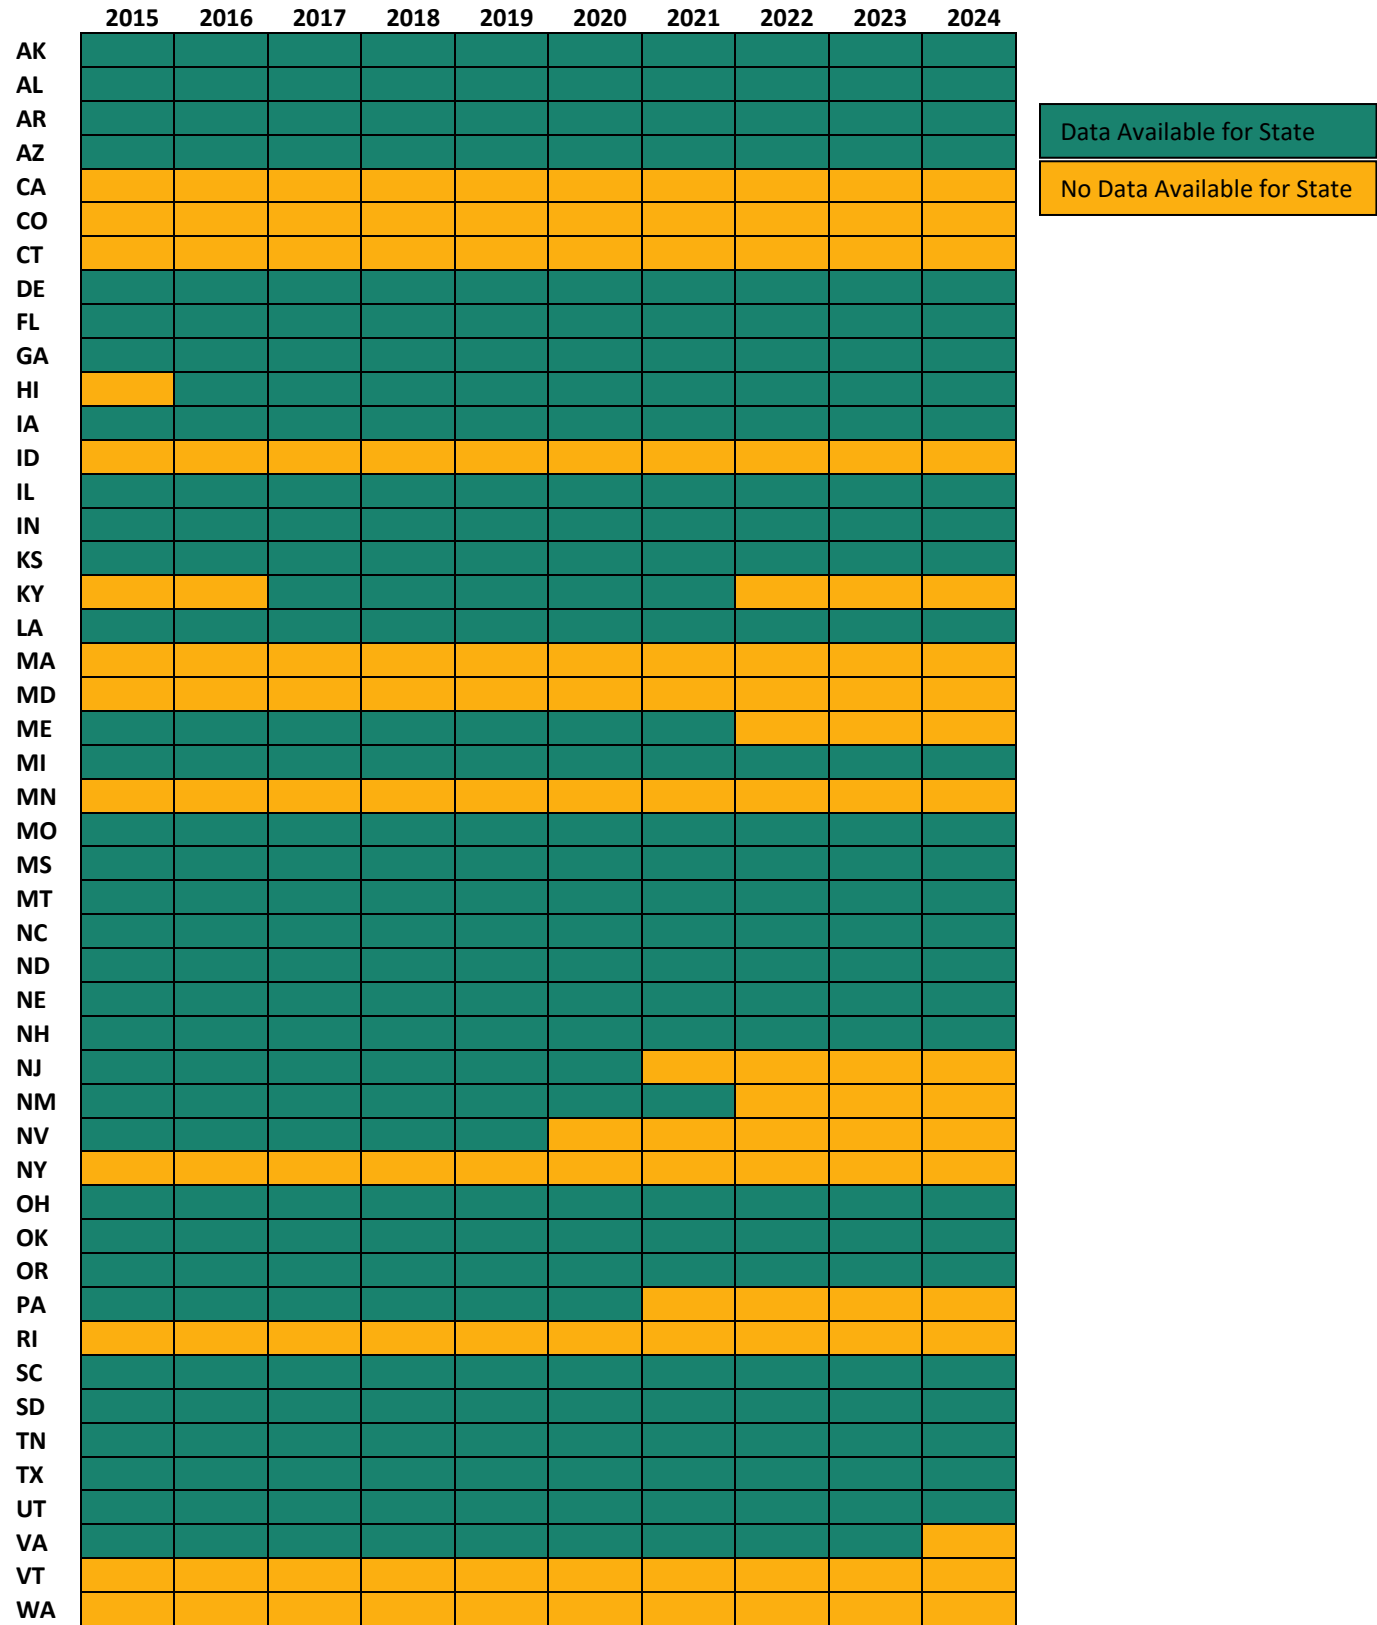 2015 2016 2017 2018 2019 2020 2021 2022 2023 2024
AK
AL
AR
Data Available for State
AZ
CA
No Data Available for State
CO
CT
DE
FL
GA
HI
IA
ID
IL
IN
KS
KY
LA
MA
MD
ME
MI
MN
MO
MS
MT
NC
ND
NE
NH
NJ
NM
NV
NY
OH
OK
OR
PA
RI
SC
SD
TN
TX
UT
VA
VT
WA